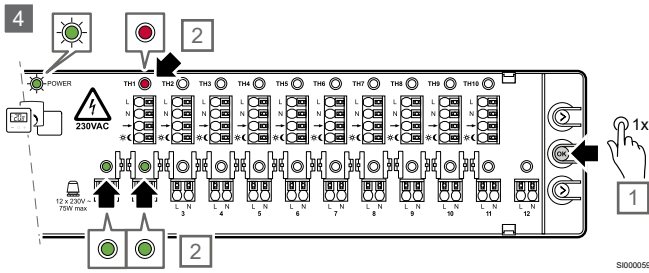 4
2
POWER
TH1 TH2 TH3 TH4 TH5 TH6 TH7 TH8 TH9 TH10
L L L L L L L L L L
N N N N N N N N N N
230VAC
OK
1x
1
12 x 230V ~
75W max
L N L N L N L N L N L N L N L N L N L N
3 4 5 6 7 8 9 10 11 12
2
SI000059